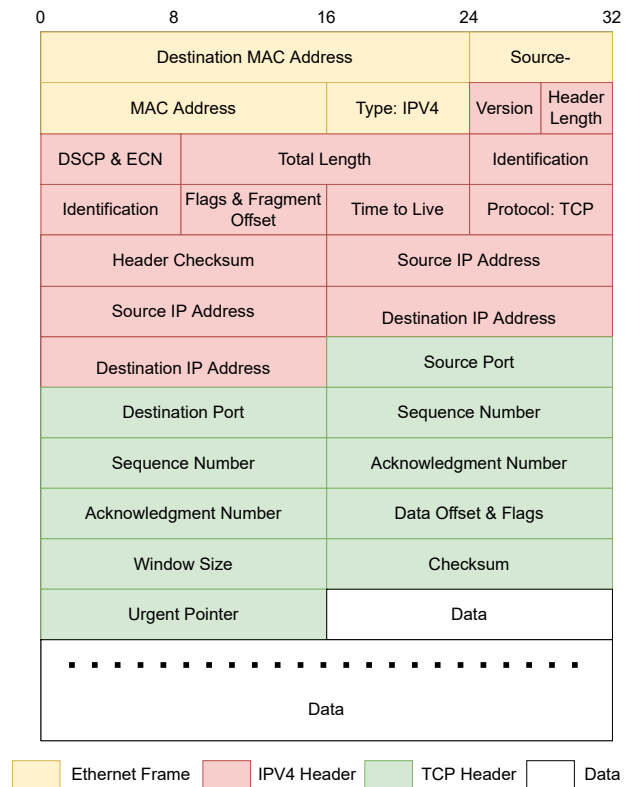 0 8 16 24 32
Destination MAC Address Source-
MAC Address Type: IPV4 Version Header
Length
DSCP & ECN Total Length Identification
Identification Flags & Fragment
Offset Time to Live Protocol: TCP
Header Checksum Source IP Address
Source IP Address Destination IP Address
Destination IP Address Source Port
Destination Port Sequence Number
Sequence Number Acknowledgment Number
Acknowledgment Number Data Offset & Flags
Window Size Checksum
Urgent Pointer Data
Data
Ethernet Frame IPV4 Header TCP Header Data